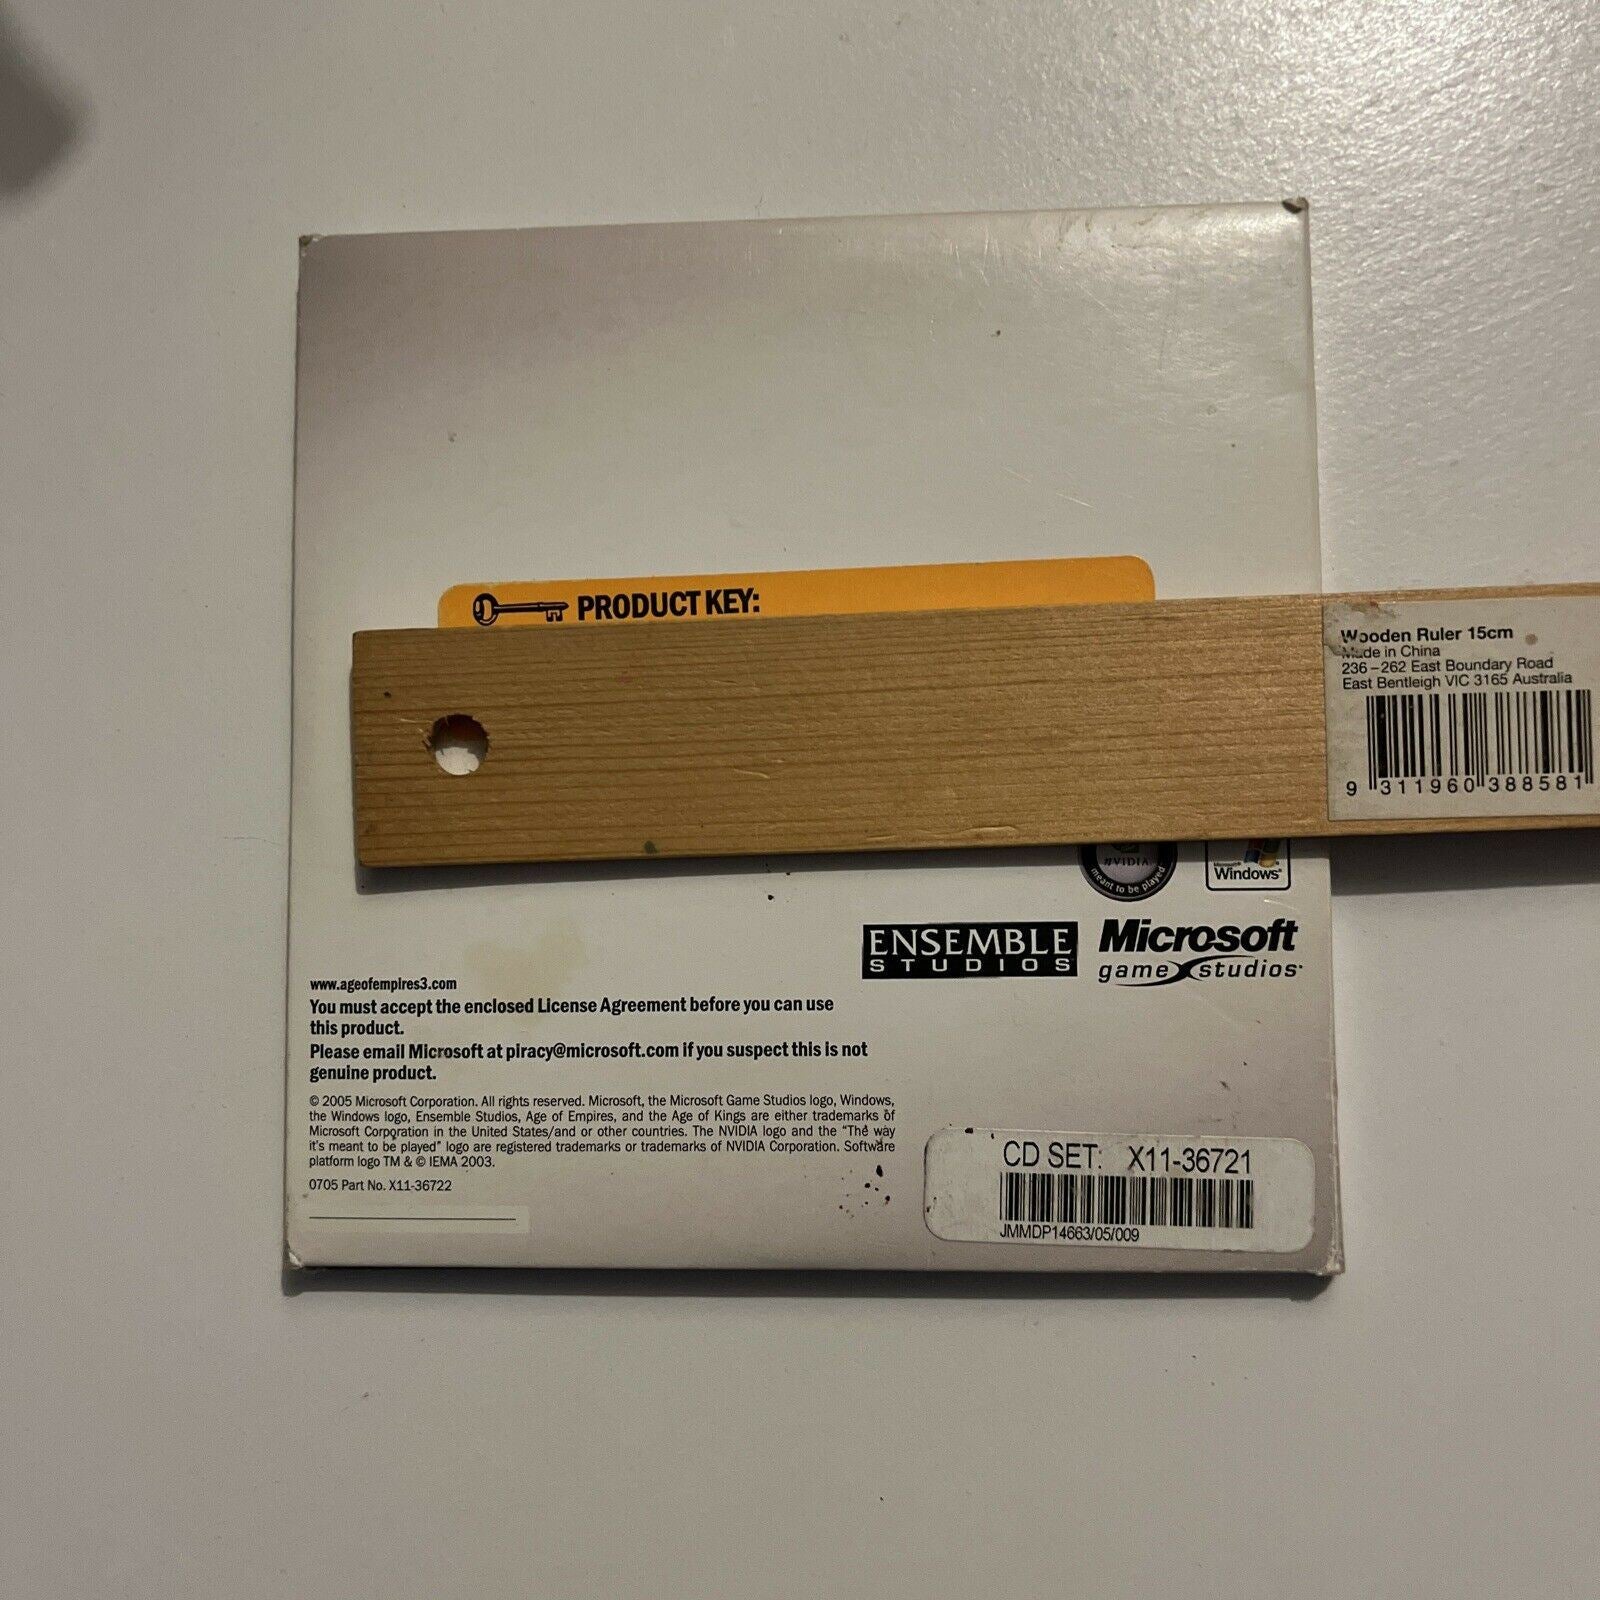 PRODUCT KEY:
Wooden Ruler 15cm
Made in China
236-262 East Boundary Road
East Bentleigh VIC 3165 Australia
9 311960 388581
NVIDIA
meant to be played
Microsoft
Windows
ENSEMBLE
STUDIOS
Microsoft
game studios
www.ageofempires3.com
You must accept the enclosed License Agreement before you can use
this product.
Please email Microsoft at piracy@microsoft.com if you suspect this is not
genuine product.
© 2005 Microsoft Corporation. All rights reserved. Microsoft, the Microsoft Game Studios logo, Windows,
the Windows logo, Ensemble Studios, Age of Empires, and the Age of Kings are either trademarks of
Microsoft Corporation in the United States/and or other countries. The NVIDIA logo and the "The way
it's meant to be played" logo are registered trademarks or trademarks of NVIDIA Corporation. Software
platform logo TM & © IEMA 2003.
0705 Part No. X11-36722
CD SET: X11-36721
JMMDP14663/05/009